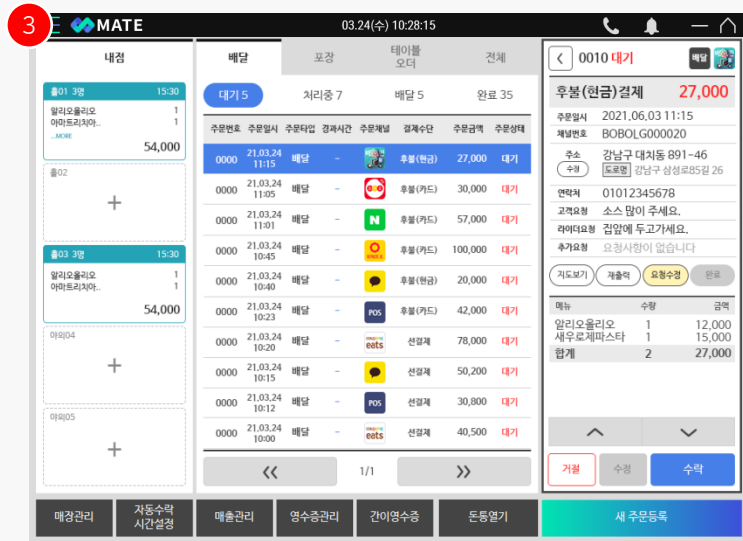 3
MATE
03.24(수) 10:28:15
내점
홀01 3명 15:30
알리오올리오 1
아마트리치아.. 1
...MORE
54,000
홀02
+
홀03 3명 15:30
알리오올리오 1
아마트리치아.. 1
54,000
야외04
+
야외05
+
배달 포장 테이블 오더 전체
대기 5 처리중 7 배달 5 완료 35
주문번호 주문일시 주문타입 경과시간 주문채널 결제수단 주문금액 주문상태
0000 21.03.24 11:15 배달 - 후불(현금) 27,000 대기
0000 21.03.24 11:05 배달 - 후불(카드) 30,000 대기
0000 21.03.24 11:01 배달 - N 후불(카드) 57,000 대기
0000 21.03.24 10:45 배달 - 후불(카드) 100,000 대기
0000 21.03.24 10:40 배달 - 후불(현금) 20,000 대기
0000 21.03.24 10:23 배달 - POS 후불(카드) 42,000 대기
0000 21.03.24 10:20 배달 - eats 선결제 78,000 대기
0000 21.03.24 10:15 배달 - 선결제 50,200 대기
0000 21.03.24 10:12 배달 - POS 선결제 30,800 대기
0000 21.03.24 10:00 배달 - eats 선결제 40,500 대기
1/1
0010 대기 배달
후불(현금)결제 27,000
주문일시 2021.06.03 11:15
채널번호 BOBOLG000020
주소 강남구 대치동 891-46
수정 도로명 강남구 삼성로85길 26
연락처 01012345678
고객요청 소스 많이 주세요.
라이더요청 집앞에 두고가세요.
추가요청 요청사항이 없습니다
지도보기 재출력 요청수정 완료
메뉴 수량 금액
알리오올리오 1 12,000
새우로제파스타 1 15,000
합계 2 27,000
거절 수정 수락
매장관리 자동수락 시간설정 매출관리 영수증관리 간이영수증 돈통열기 새 주문등록